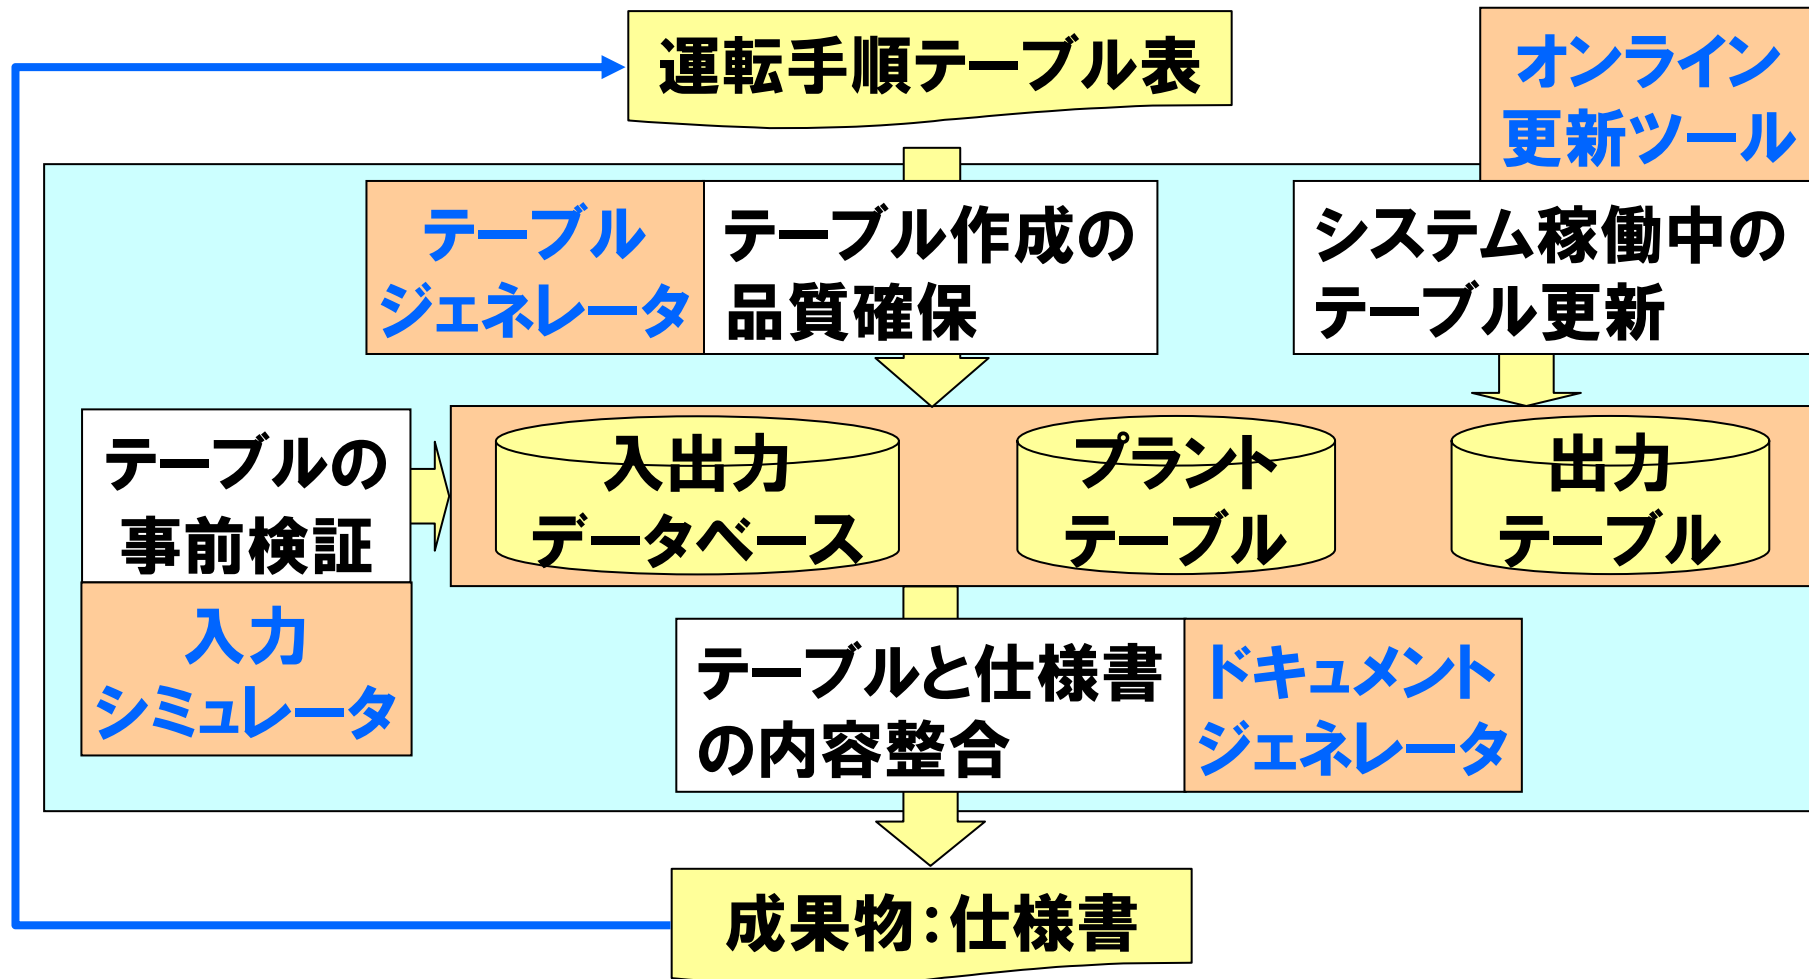 運転手順テーブル表
オンライン
更新ツール
テーブル
ジェネレータ
テーブル作成の
品質確保
システム稼働中の
テーブル更新
テーブルの
事前検証
入力
シミュレータ
入出力
データベース
プラント
テーブル
出力
テーブル
テーブルと仕様書
の内容整合
ドキュメント
ジェネレータ
成果物：仕様書